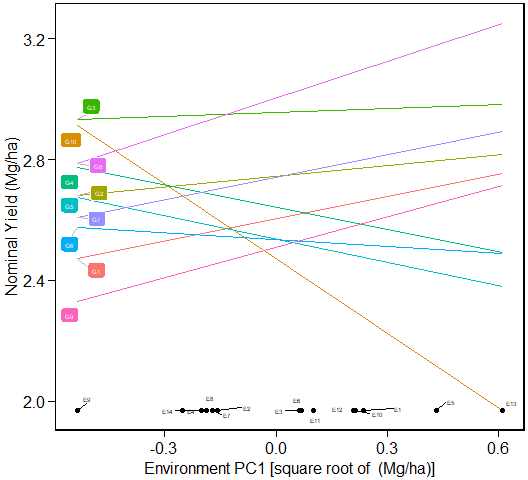 3.2
2.8
2.4
2.0
Nominal Yield (Mg/ha)
G3
G10
G8
G4
G2
G5
G7
G6
G1
G9
E9
E8
E14
E4
E2
E7
E6
E3
E11
E12
E1
E10
E5
E13
-0.3
0.0
0.3
0.6
Environment PC1 [square root of (Mg/ha)]